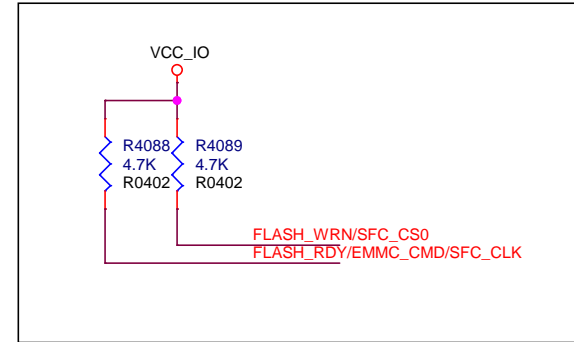 VCC_IO
R4088 R4089
4.7K 4.7K
R0402 R0402
FLASH_WRN/SFC_CS0
FLASH_RDY/EMMC_CMD/SFC_CLK